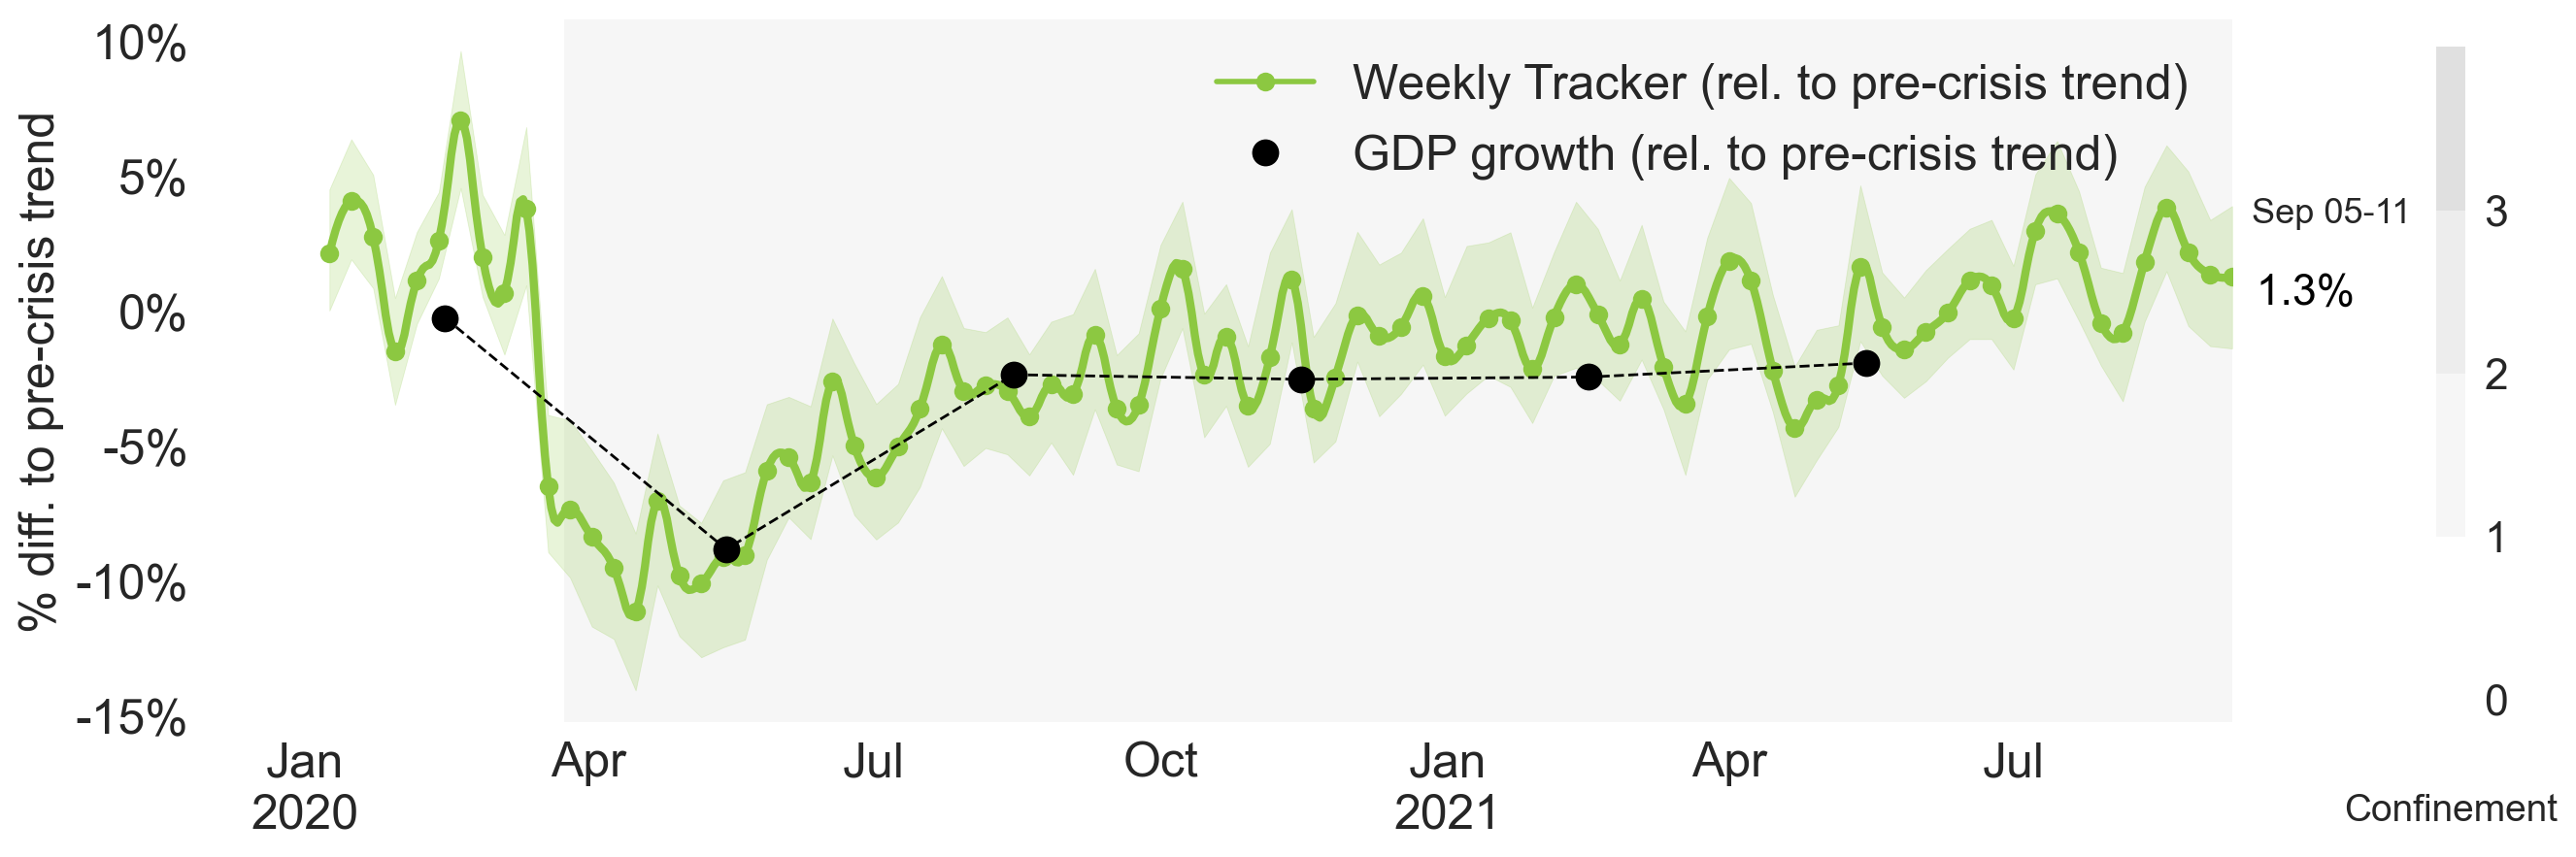 % diff. to pre-crisis trend
10%
5%
0%
-5%
-10%
-15%
Weekly Tracker (rel. to pre-crisis trend)
GDP growth (rel. to pre-crisis trend)
Sep 05-11
1.3%
3
2
1
0
Jan
2020
Apr
Jul
Oct
Jan
2021
Apr
Jul
Confinement